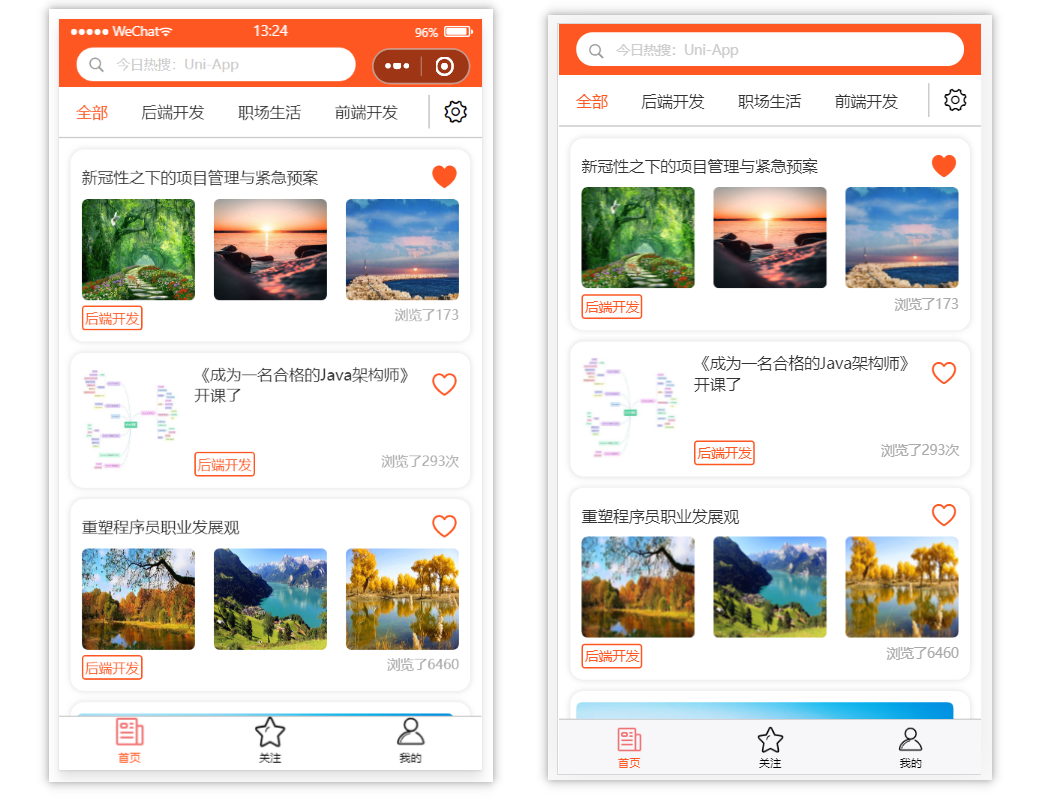 WeChat 13:24 96%
今日热搜：Uni-App
全部 后端开发 职场生活 前端开发
新冠性之下的项目管理与紧急预案
后端开发 浏览了173
《成为一名合格的Java架构师》
开课了
后端开发 浏览了293次
重塑程序员职业发展观
后端开发 浏览了6460
首页 关注 我的
今日热搜：Uni-App
全部 后端开发 职场生活 前端开发
新冠性之下的项目管理与紧急预案
后端开发 浏览了173
《成为一名合格的Java架构师》
开课了
后端开发 浏览了293次
重塑程序员职业发展观
后端开发 浏览了6460
首页 关注 我的